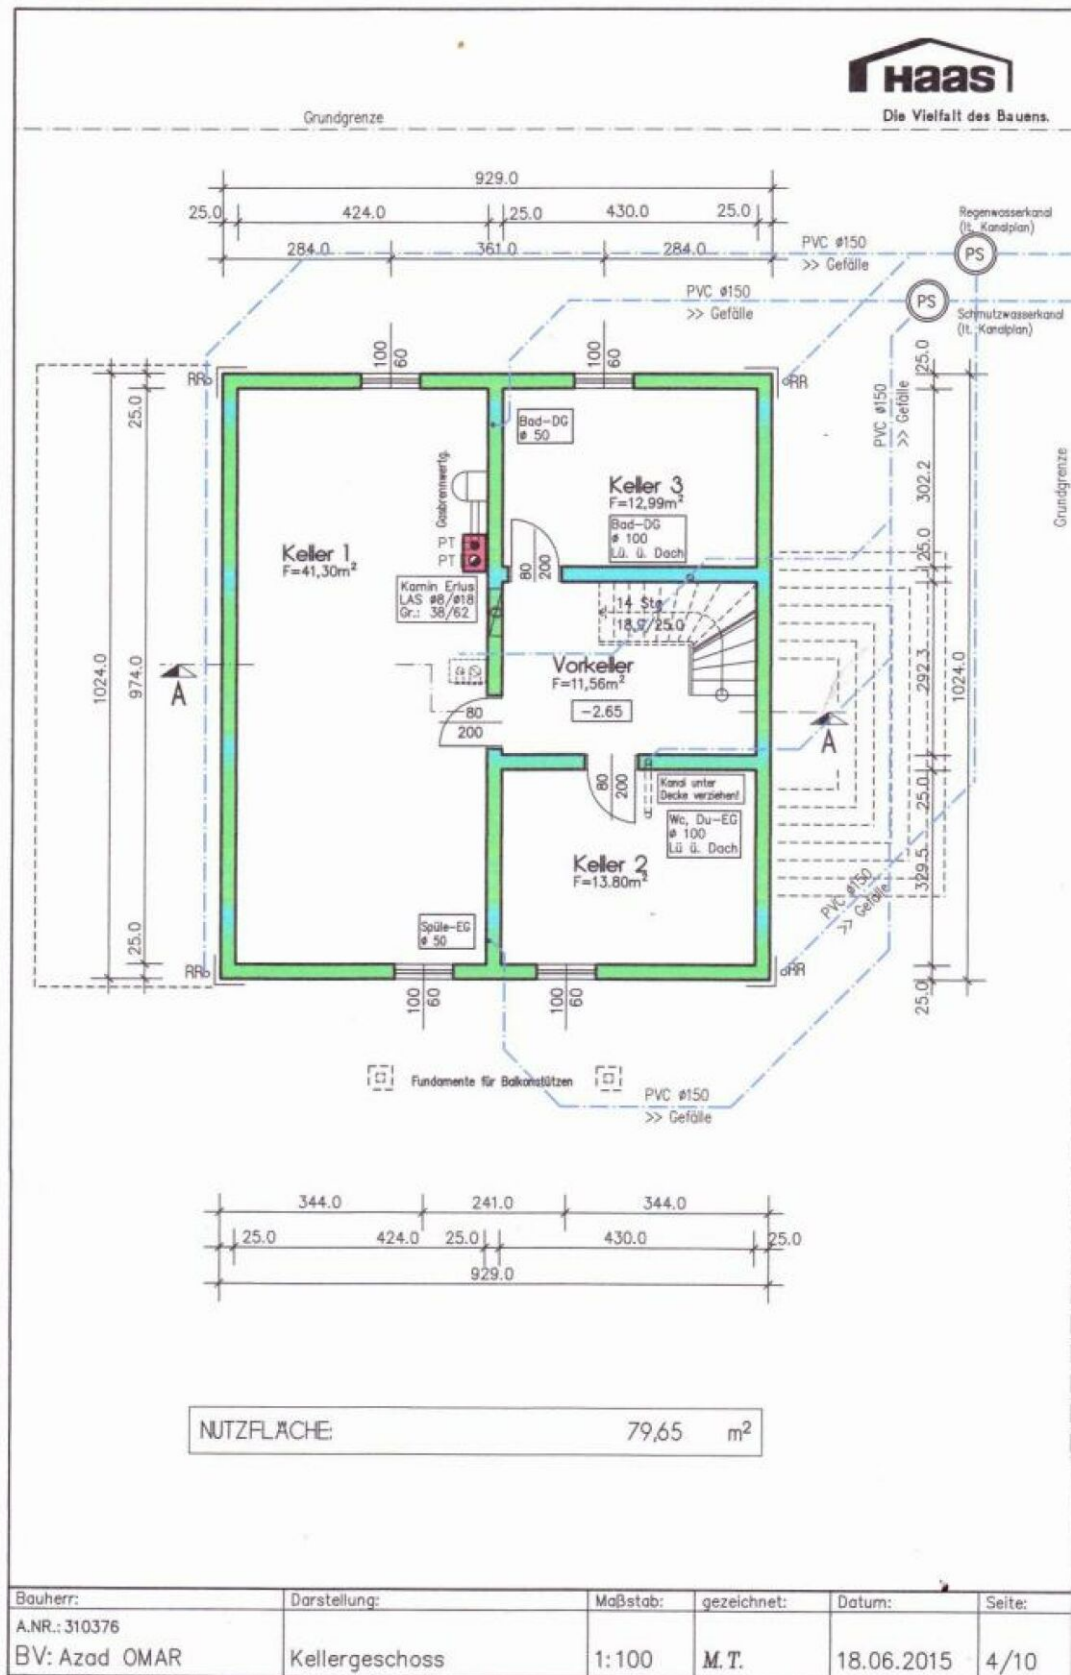 HAAS
Die Vielfalt des Bauens.
Grundgrenze
929.0
25.0 424.0 25.0 430.0 25.0
284.0 361.0 284.0
Regenwasserkanal
(lt. Kanalplan)
PVC ø150
>> Gefälle
PS
PVC ø150
>> Gefälle
PS
Schmutzwasserkanal
(lt. Kanalplan)
RR
100
60
100
60
RR
25.0
25.0
PVC ø150
>> Gefälle
Grundgrenze
Bad-DG
ø 50
Gasbrennwertg.
Keller 3
F=12,99m²
302.2
Bad-DG
ø 100
Lü. ü. Dach
PT
PT
Keller 1
F=41,30m²
80
200
25.0
Kamin Erlus
LAS ø8/ø18
Gr.: 38/62
14 Stg
18.9/25.0
1024.0
974.0
Vorkeller
F=11,56m²
292.3
1024.0
A
-2.65
A
80
200
80
200
Kanal unter
Decke verziehen!
25.0
Wc, Du-EG
ø 100
Lü ü. Dach
Keller 2
F=13.80m²
329.5
PVC ø150
>> Gefälle
Spüle-EG
ø 50
25.0
RR
RR
100
60
100
60
25.0
Fundamente für Balkonstützen
PVC ø150
>> Gefälle
344.0 241.0 344.0
25.0 424.0 25.0 430.0 25.0
929.0
NUTZFLÄCHE: 79,65 m²
Bauherr: Darstellung: Maßstab: gezeichnet: Datum: Seite:
A.NR.: 310376
BV: Azad OMAR Kellergeschoss 1:100 M.T. 18.06.2015 4/10